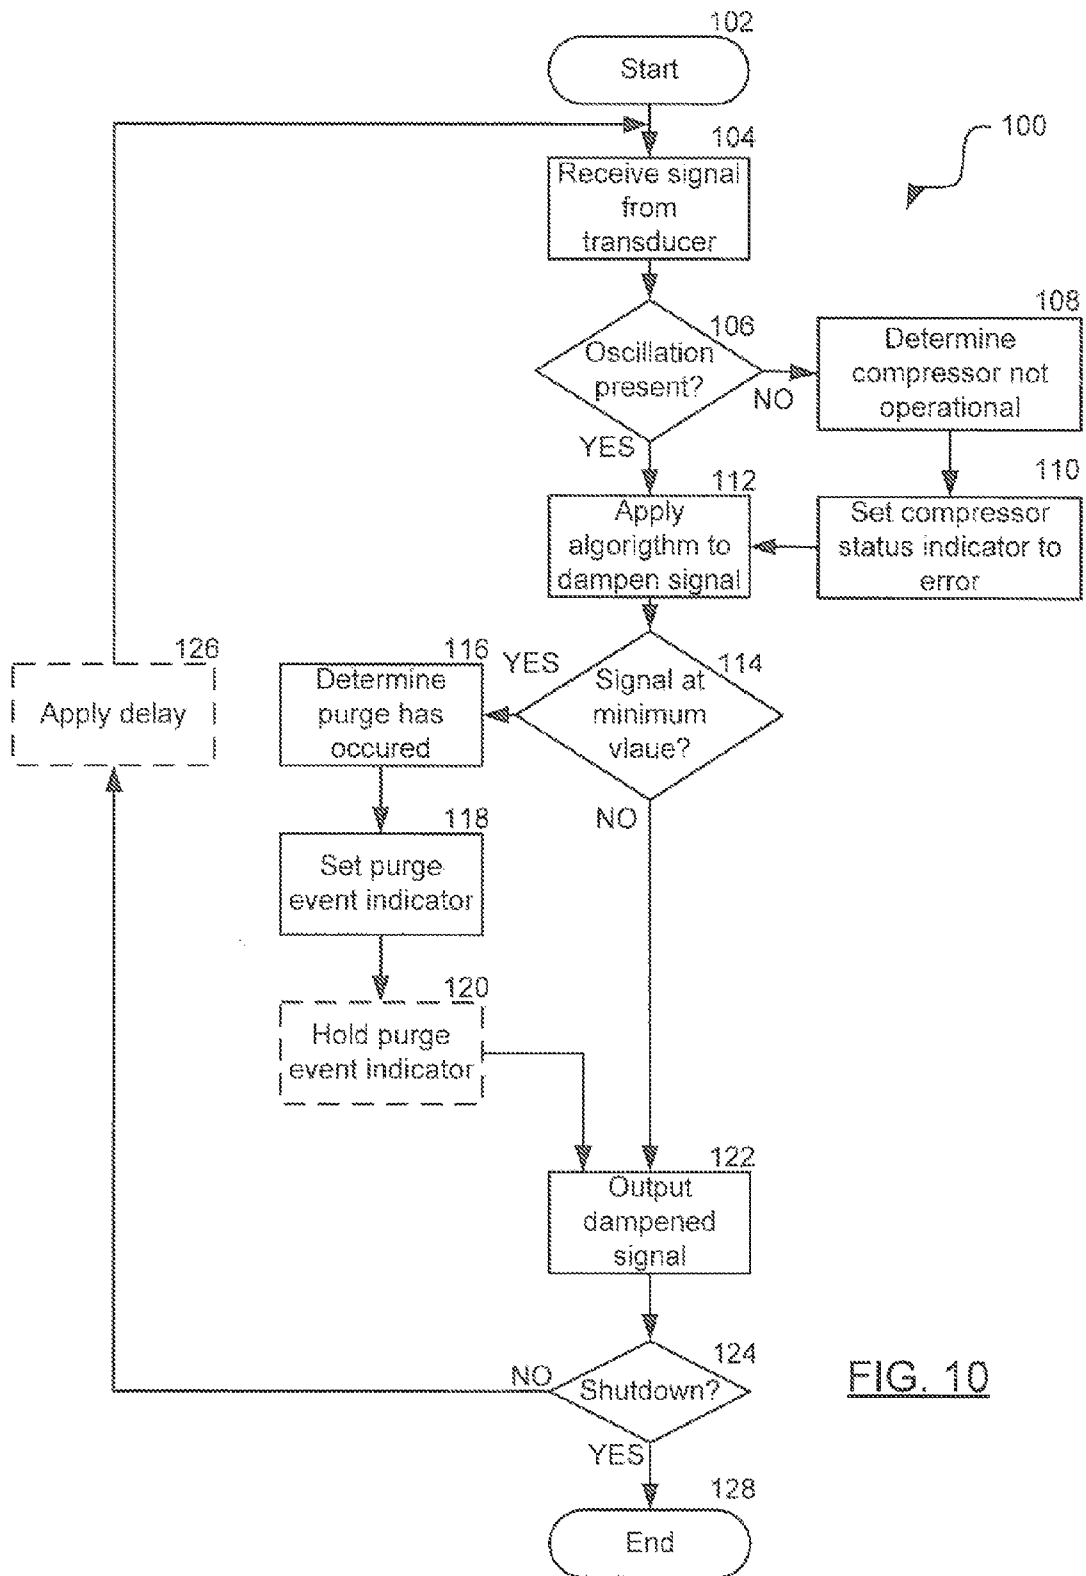 102
Start
100
104
Receive signal
from
transducer
106
Oscillation
present?
NO
YES
108
Determine
compressor not
operational
110
Set compressor
status indicator to
error
112
Apply
algorigthm to
dampen signal
114
Signal at
minimum
vlaue?
YES
NO
116
Determine
purge has
occured
118
Set purge
event indicator
120
Hold purge
event indicator
126
Apply delay
122
Output
dampened
signal
124
Shutdown?
NO
YES
128
End
FIG. 10